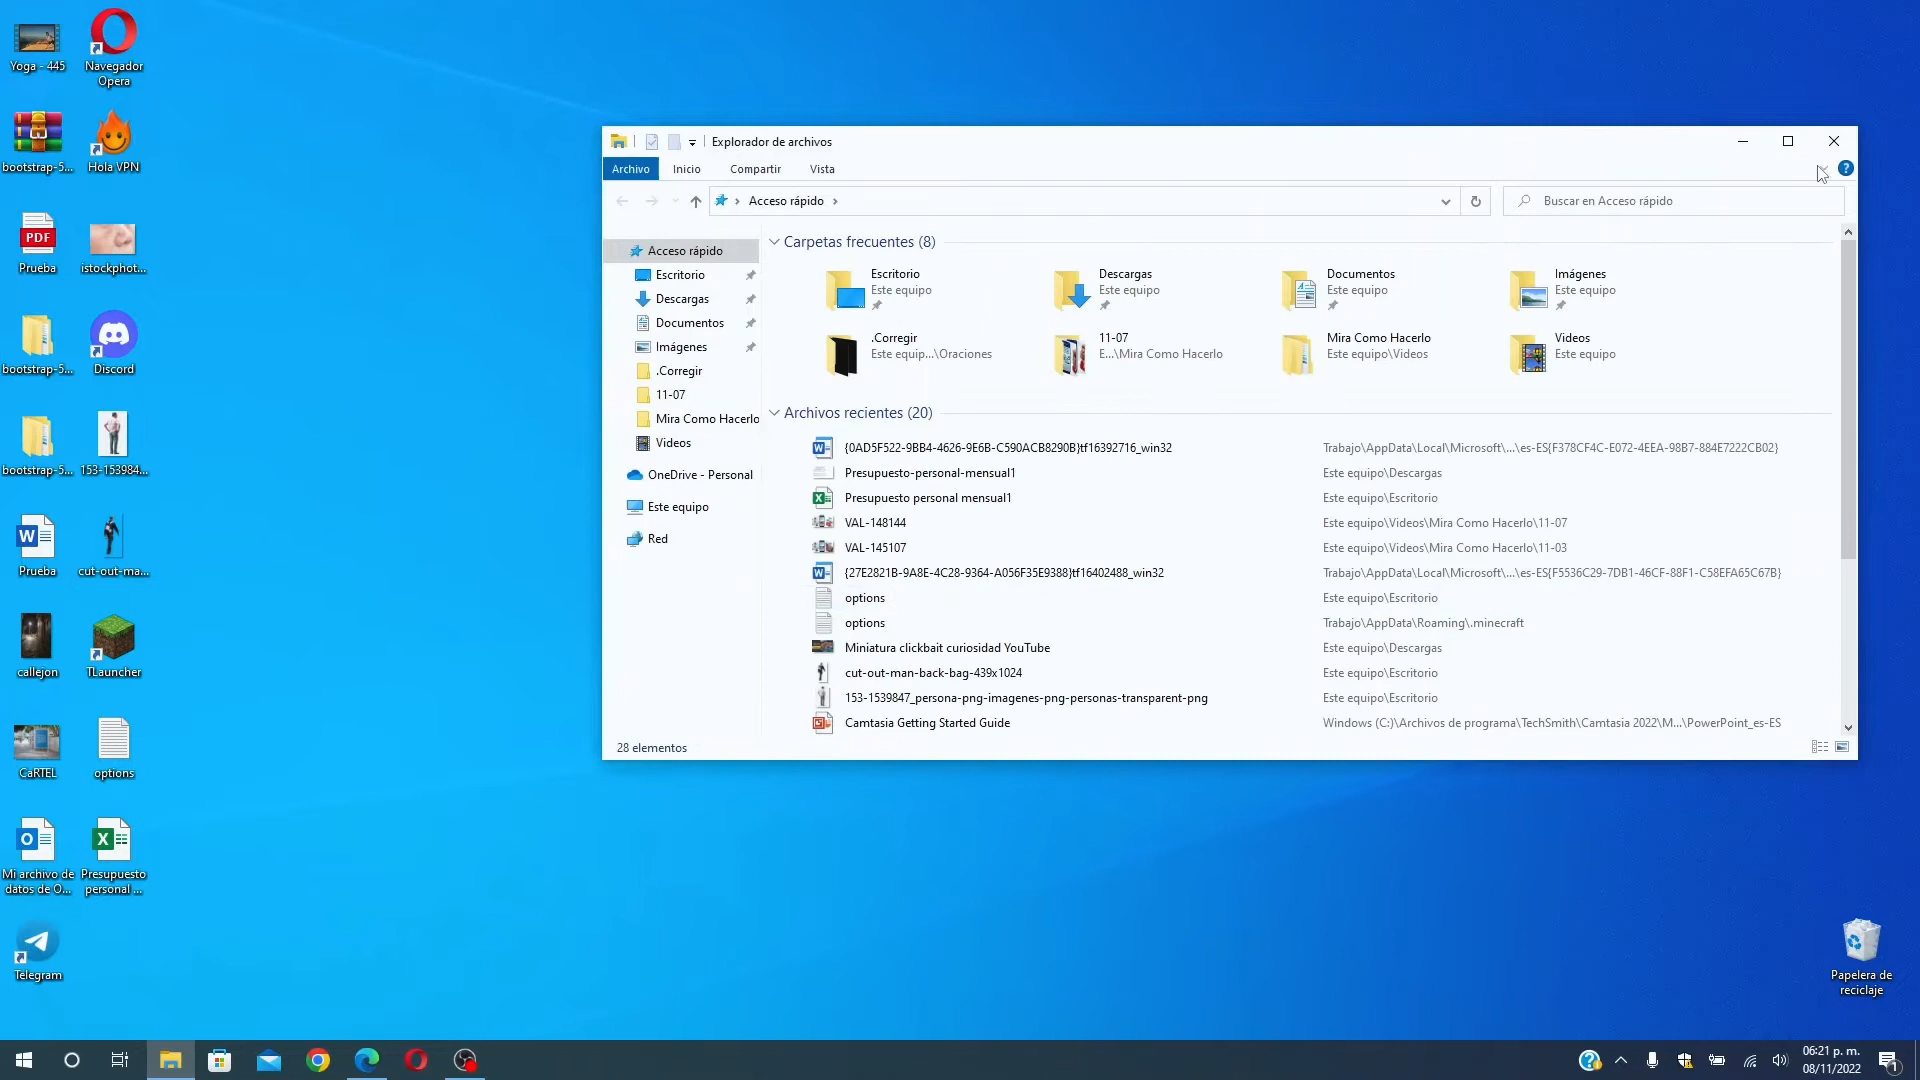 Yoga - 445
Navegador
Opera
bootstrap-5...
Hola VPN
PDF
Prueba
istockphot...
bootstrap-5...
Discord
bootstrap-5...
153-153984...
Prueba
cut-out-ma...
callejon
TLauncher
CaRTEL
options
Mi archivo de
datos de O...
Presupuesto
personal ...
Telegram
Explorador de archivos
Archivo Inicio Compartir Vista
Acceso rápido
Buscar en Acceso rápido
Acceso rápido
Escritorio
Descargas
Documentos
Imágenes
.Corregir
11-07
Mira Como Hacerlo
Videos
OneDrive - Personal
Este equipo
Red
Carpetas frecuentes (8)
Escritorio
Este equipo
Descargas
Este equipo
Documentos
Este equipo
Imágenes
Este equipo
.Corregir
Este equip...\Oraciones
11-07
E...\Mira Como Hacerlo
Mira Como Hacerlo
Este equipo\Videos
Videos
Este equipo
Archivos recientes (20)
{0AD5F522-9BB4-4626-9E6B-C590ACB8290B}tf16392716_win32 Trabajo\AppData\Local\Microsoft\...\es-ES{F378CF4C-E072-4EEA-98B7-884E7222CB02}
Presupuesto-personal-mensual1 Este equipo\Descargas
Presupuesto personal mensual1 Este equipo\Escritorio
VAL-148144 Este equipo\Videos\Mira Como Hacerlo\11-07
VAL-145107 Este equipo\Videos\Mira Como Hacerlo\11-03
{27E2821B-9A8E-4C28-9364-A056F35E9388}tf16402488_win32 Trabajo\AppData\Local\Microsoft\...\es-ES{F5536C29-7DB1-46CF-88F1-C58EFA65C67B}
options Este equipo\Escritorio
options Trabajo\AppData\Roaming\.minecraft
Miniatura clickbait curiosidad YouTube Este equipo\Descargas
cut-out-man-back-bag-439x1024 Este equipo\Escritorio
153-1539847_persona-png-imagenes-png-personas-transparent-png Este equipo\Escritorio
Camtasia Getting Started Guide Windows (C:)\Archivos de programa\TechSmith\Camtasia 2022\M...\PowerPoint_es-ES
28 elementos
Papelera de
reciclaje
06:21 p. m.
08/11/2022
1